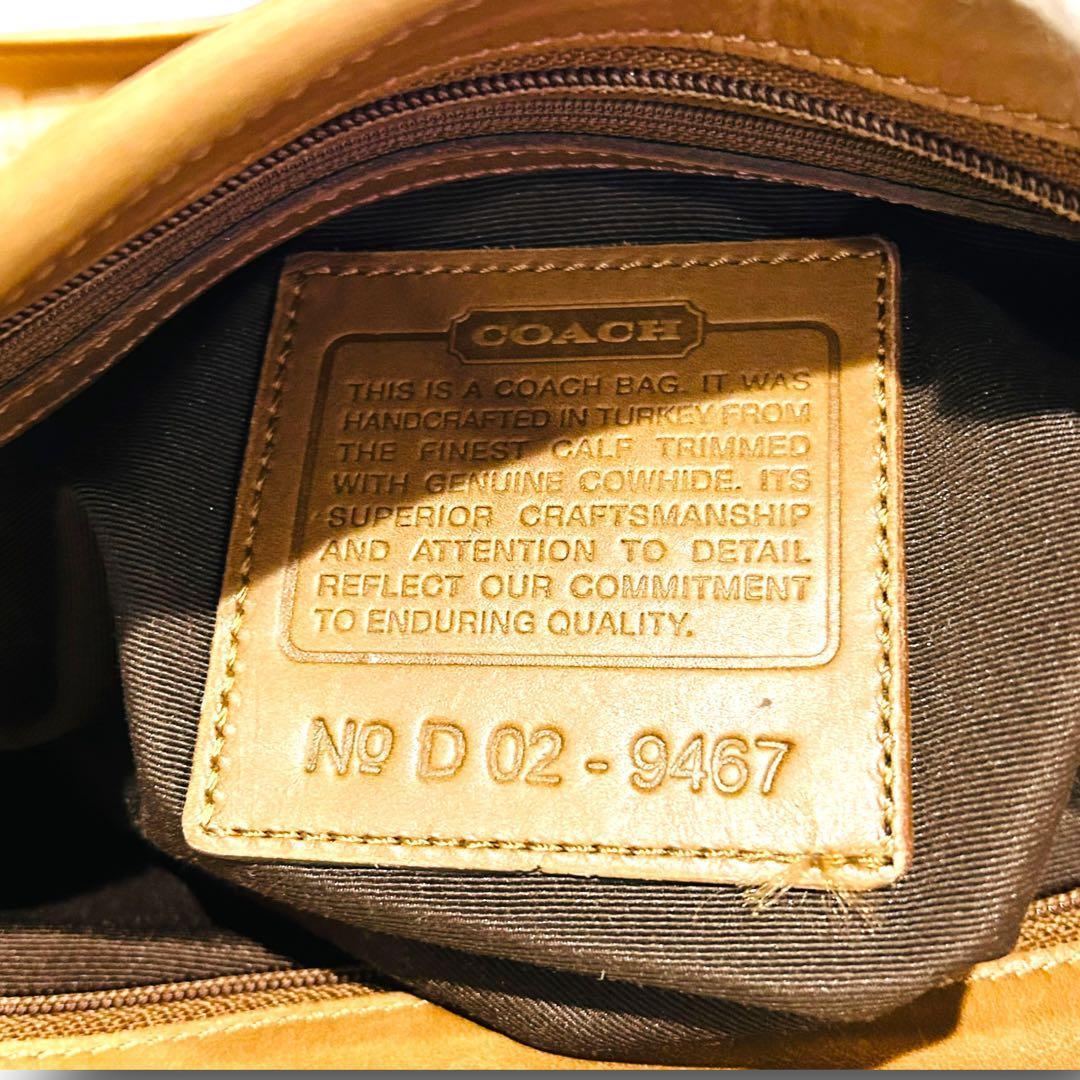 COACH
THIS IS A COACH BAG. IT WAS
HANDCRAFTED IN TURKEY FROM
THE FINEST CALF TRIMMED
WITH GENUINE COWHIDE. ITS
SUPERIOR CRAFTSMANSHIP
AND ATTENTION TO DETAIL
REFLECT OUR COMMITMENT
TO ENDURING QUALITY.
Nº D 02 - 9467